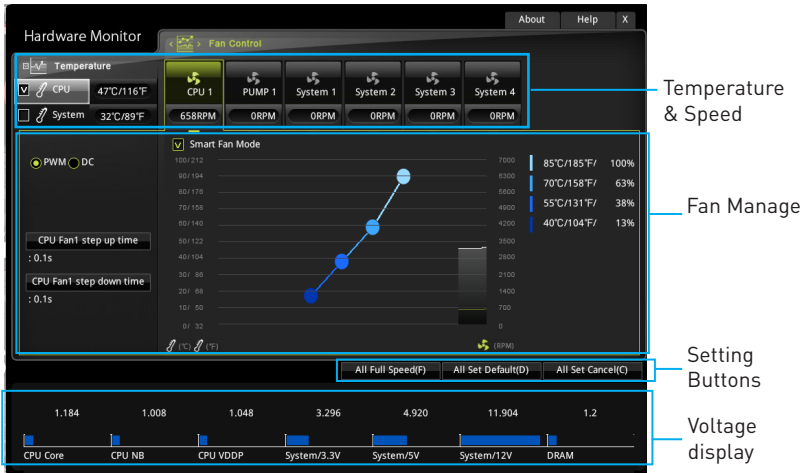 About Help X
Hardware Monitor
Fan Control
Temperature
CPU 47°C/116°F
System 32°C/89°F
CPU 1 PUMP 1 System 1 System 2 System 3 System 4
658RPM 0RPM 0RPM 0RPM 0RPM 0RPM
Temperature
& Speed
Smart Fan Mode
PWM DC
CPU Fan1 step up time
: 0.1s
CPU Fan1 step down time
: 0.1s
100/212 7000
90/194 6300
80/176 5600
70/158 4900
60/140 4200
50/122 3500
40/104 2800
30/ 86 2100
20/ 68 1400
10/ 50 700
0/ 32 0
(°C) (°F) (RPM)
85°C/185°F/ 100%
70°C/158°F/ 63%
55°C/131°F/ 38%
40°C/104°F/ 13%
Fan Manage
All Full Speed(F) All Set Default(D) All Set Cancel(C)
Setting
Buttons
1.184 1.008 1.048 3.296 4.920 11.904 1.2
CPU Core CPU NB CPU VDDP System/3.3V System/5V System/12V DRAM
Voltage
display